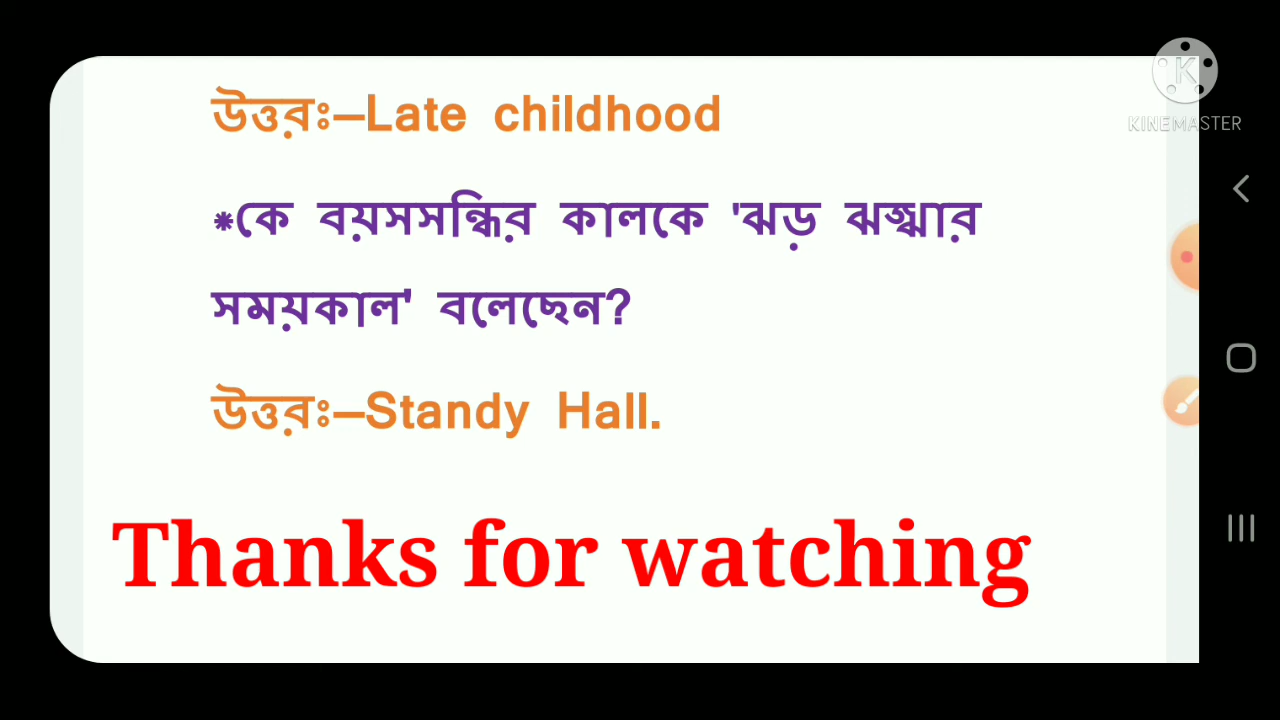 উত্তরঃ—Late childhood
KINEMASTER
*কে বয়সসন্ধির কালকে 'ঝড় ঝঞ্ঝার
সময়কাল' বলেছেন?
উত্তরঃ—Standy Hall.
Thanks for watching